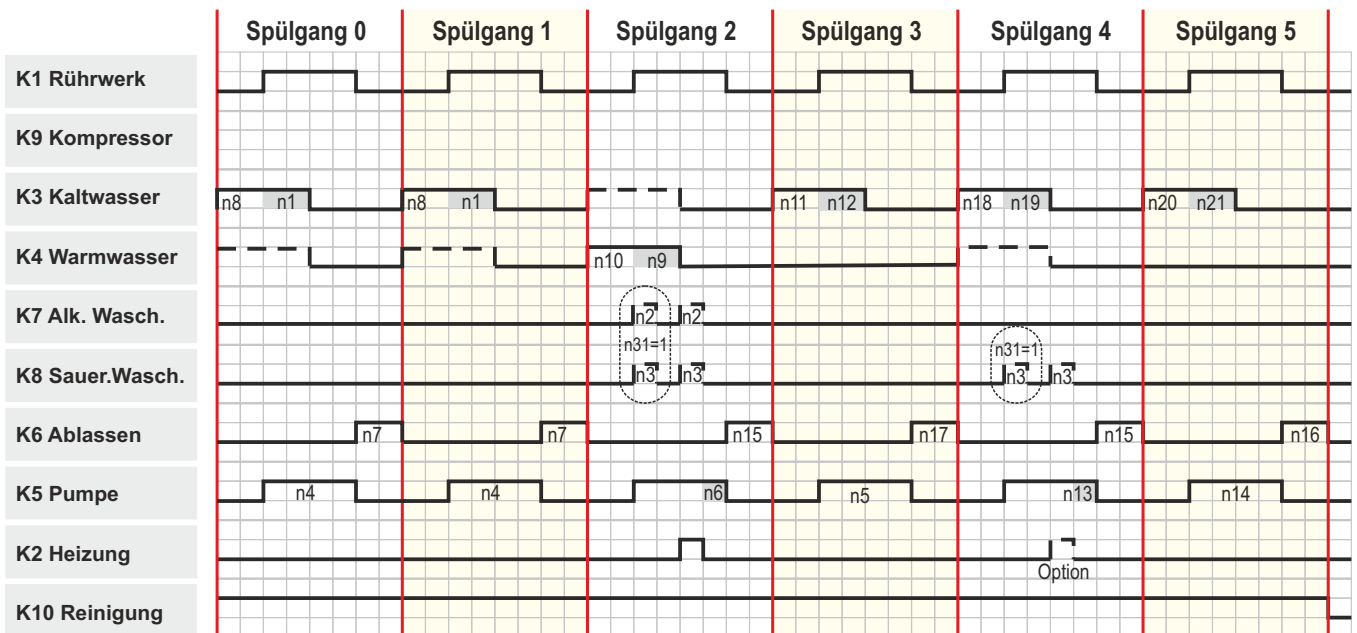 Spülgang 0 Spülgang 1 Spülgang 2 Spülgang 3 Spülgang 4 Spülgang 5
K1 Rührwerk
K9 Kompressor
K3 Kaltwasser n8 n1 n8 n1 n11 n12 n18 n19 n20 n21
K4 Warmwasser n10 n9
K7 Alk. Wasch. n2 n2
n31=1 n31=1
K8 Sauer.Wasch. n3 n3 n3 n3
K6 Ablassen n7 n7 n15 n17 n15 n16
K5 Pumpe n4 n4 n6 n5 n13 n14
K2 Heizung
Option
K10 Reinigung